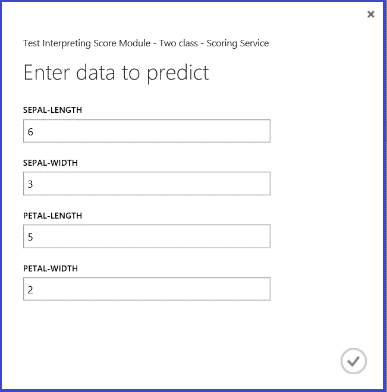 Test Interpreting Score Module - Two class - Scoring Service
Enter data to predict
SEPAL-LENGTH
6
SEPAL-WIDTH
3
PETAL-LENGTH
5
PETAL-WIDTH
2